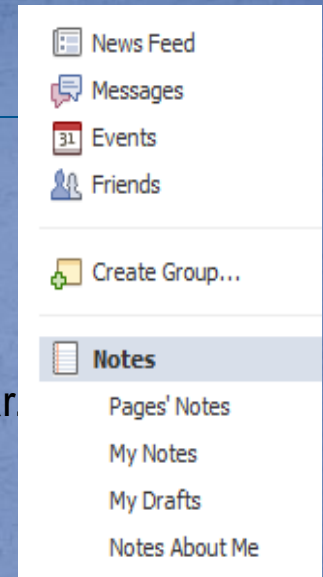 News Feed
Messages
31 Events
Friends
Create Group...
Notes
Pages' Notes
r.
My Notes
My Drafts
Notes About Me